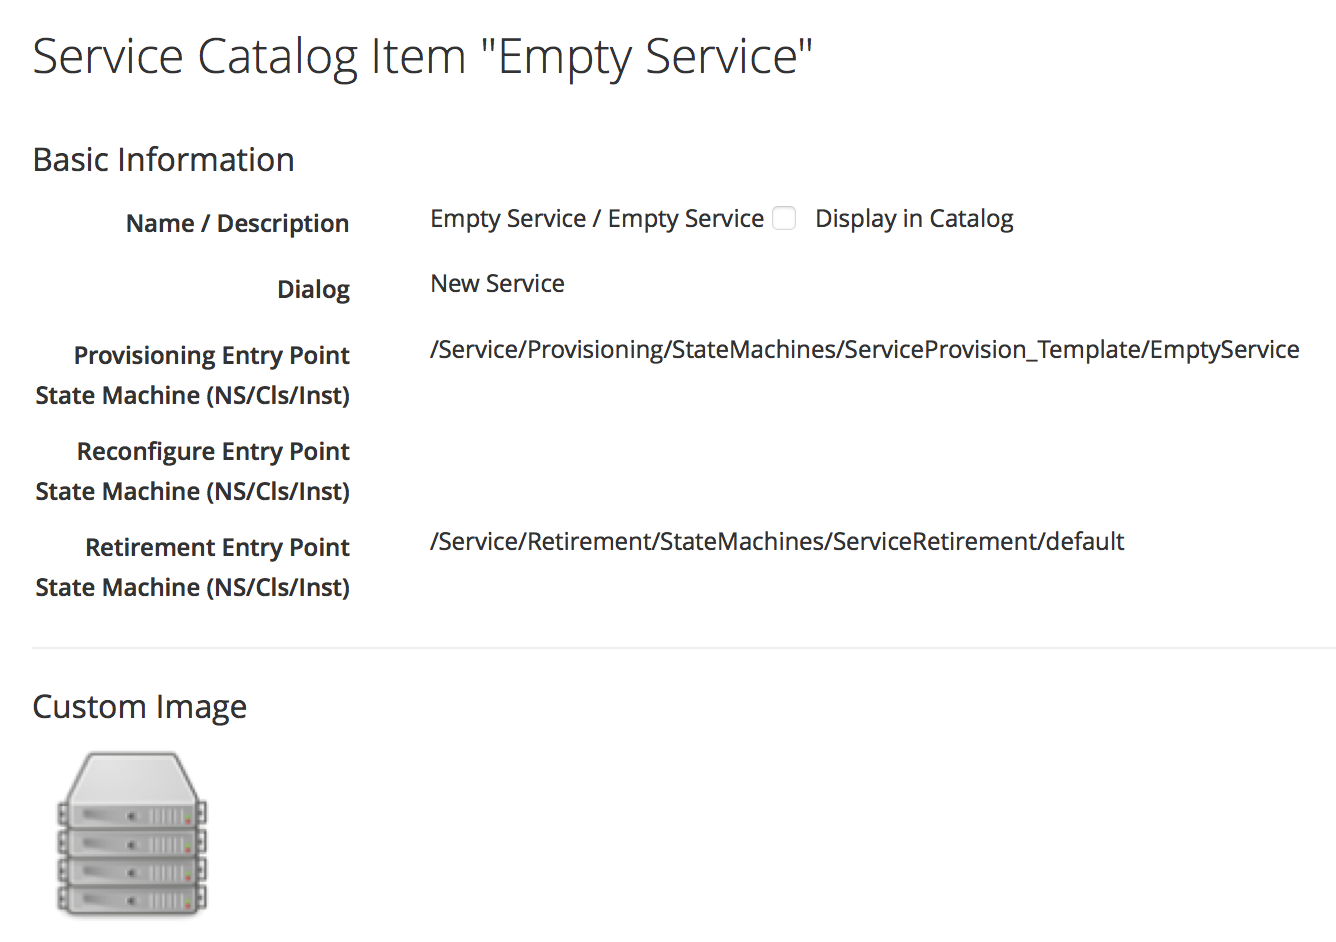 Service Catalog Item "Empty Service"
Basic Information
Name / Description
Empty Service / Empty Service Display in Catalog
Dialog
New Service
Provisioning Entry Point
State Machine (NS/Cls/Inst)
/Service/Provisioning/StateMachines/ServiceProvision_Template/EmptyService
Reconfigure Entry Point
State Machine (NS/Cls/Inst)
Retirement Entry Point
State Machine (NS/Cls/Inst)
/Service/Retirement/StateMachines/ServiceRetirement/default
Custom Image